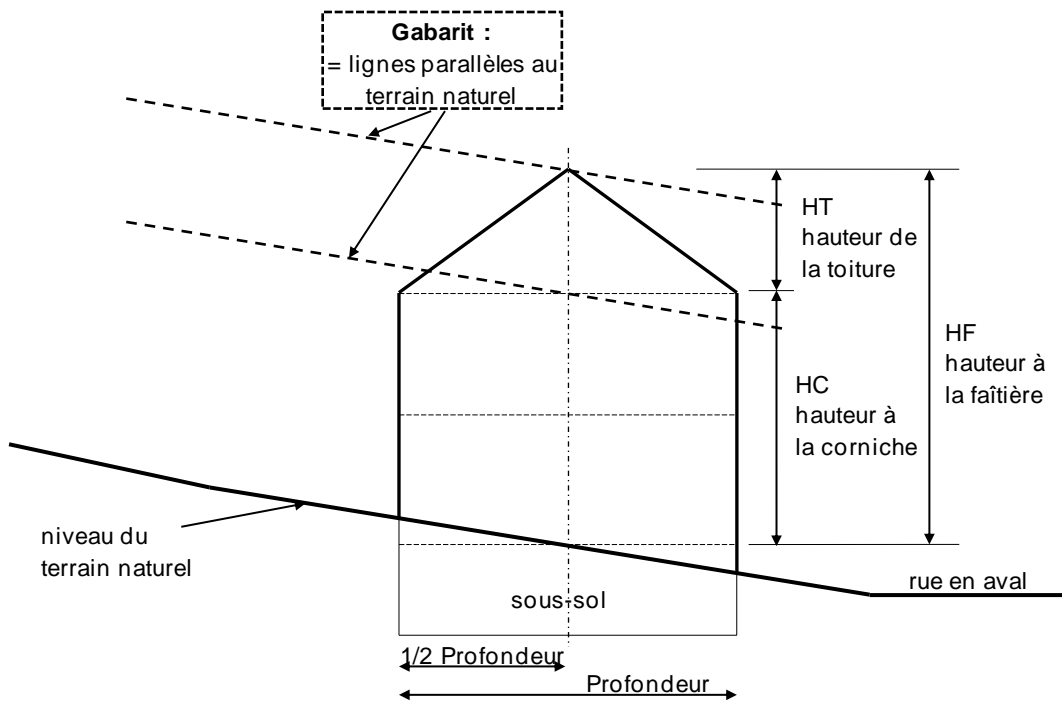 Gabarit :
= lignes parallèles au
terrain naturel
HT
hauteur de
la toiture
HF
hauteur à
la faîtière
HC
hauteur à
la corniche
niveau du
terrain naturel
rue en aval
sous-sol
1/2 Profondeur
Profondeur